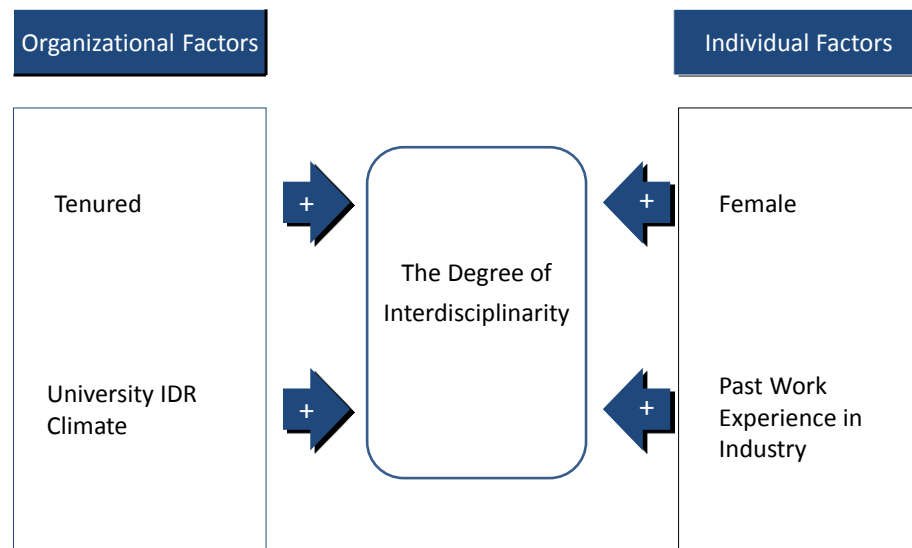 Organizational Factors
Individual Factors
Tenured
+
+
Female
The Degree of
Interdisciplinarity
University IDR
Climate
+
+
Past Work
Experience in
Industry